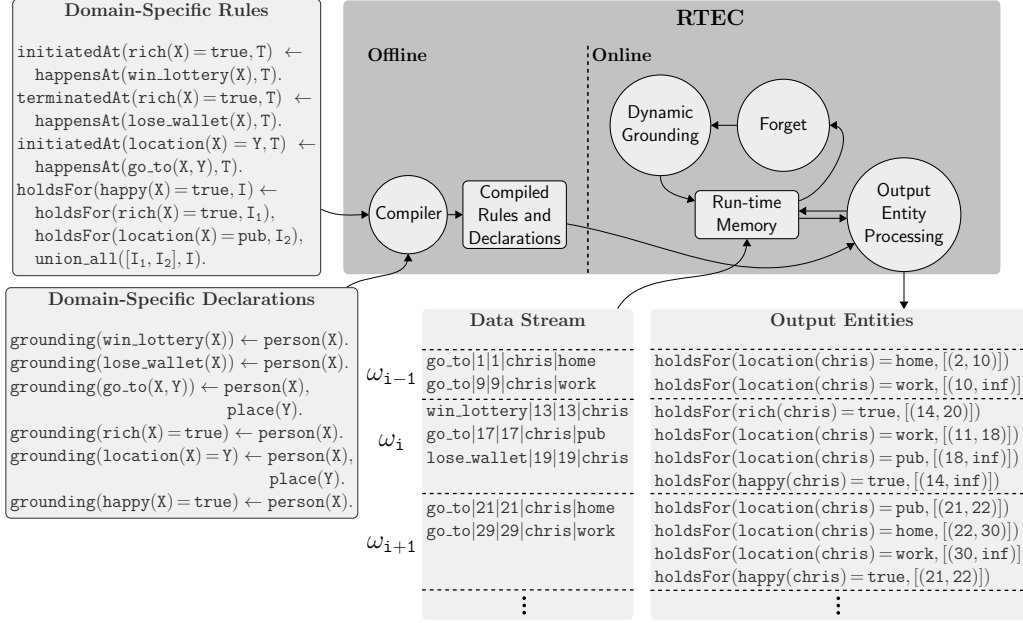 Domain-Specific Rules
initiatedAt(rich(X) = true, T) ←
happensAt(win_lottery(X), T).
terminatedAt(rich(X) = true, T) ←
happensAt(lose_wallet(X), T).
initiatedAt(location(X) = Y, T) ←
happensAt(go_to(X, Y), T).
holdsFor(happy(X) = true, I) ←
holdsFor(rich(X) = true, I₁),
holdsFor(location(X) = pub, I₂),
union_all([I₁, I₂], I).
Domain-Specific Declarations
grounding(win_lottery(X)) ← person(X).
grounding(lose_wallet(X)) ← person(X).
grounding(go_to(X, Y)) ← person(X),
place(Y).
grounding(rich(X) = true) ← person(X).
grounding(location(X) = Y) ← person(X),
place(Y).
grounding(happy(X) = true) ← person(X).
RTEC
Offline
Online
Compiler
Compiled
Rules and
Declarations
Dynamic
Grounding
Forget
Run-time
Memory
Output
Entity
Processing
Data Stream
ωᵢ₋₁
go_to|1|1|chris|home
go_to|9|9|chris|work
ωᵢ
win_lottery|13|13|chris
go_to|17|17|chris|pub
lose_wallet|19|19|chris
ωᵢ₊₁
go_to|21|21|chris|home
go_to|29|29|chris|work
⋮
Output Entities
holdsFor(location(chris) = home, [(2, 10)])
holdsFor(location(chris) = work, [(10, inf)])
holdsFor(rich(chris) = true, [(14, 20)])
holdsFor(location(chris) = work, [(11, 18)])
holdsFor(location(chris) = pub, [(18, inf)])
holdsFor(happy(chris) = true, [(14, inf)])
holdsFor(location(chris) = pub, [(21, 22)])
holdsFor(location(chris) = home, [(22, 30)])
holdsFor(location(chris) = work, [(30, inf)])
holdsFor(happy(chris) = true, [(21, 22)])
⋮